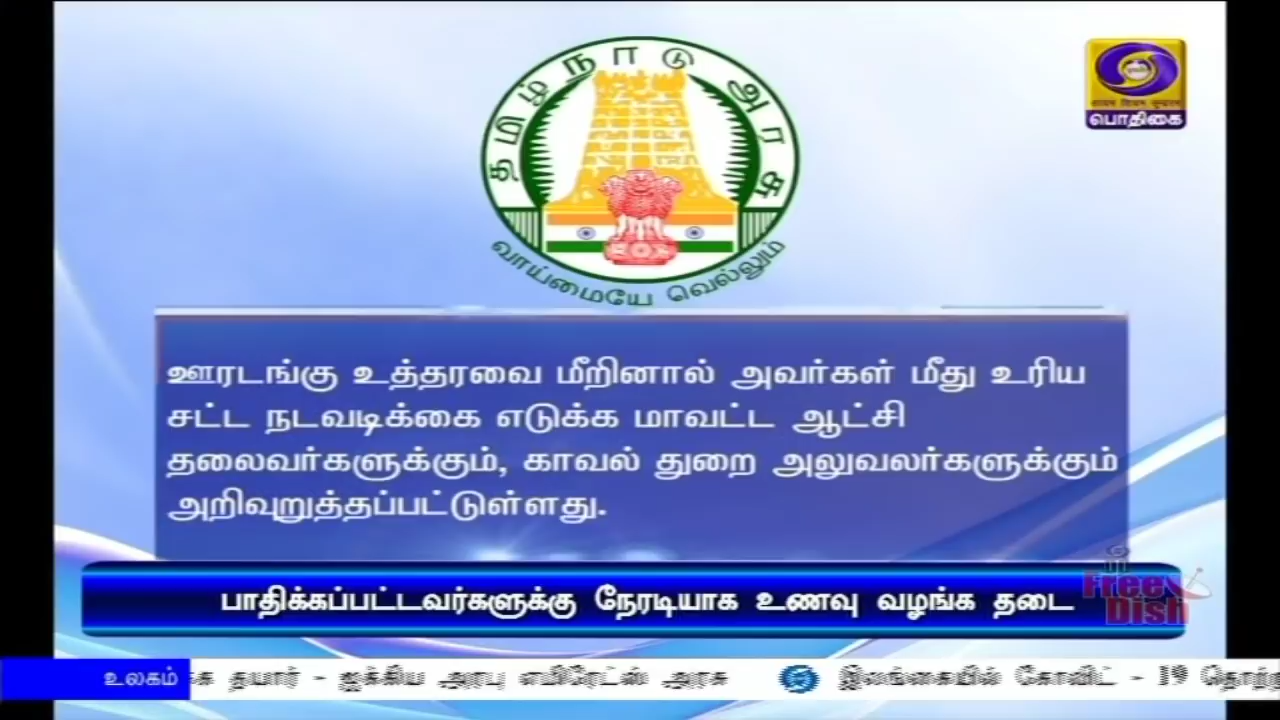 தமிழ்நாடு அரசு
வாய்மையே வெல்லும்
பொதிகை
ஊரடங்கு உத்தரவை மீறினால் அவர்கள் மீது உரிய
சட்ட நடவடிக்கை எடுக்க மாவட்ட ஆட்சி
தலைவர்களுக்கும், காவல் துறை அலுவலர்களுக்கும்
அறிவுறுத்தப்பட்டுள்ளது.
பாதிக்கப்பட்டவர்களுக்கு நேரடியாக உணவு வழங்க தடை
Free Dish
உலகம் தயார் - ஐக்கிய அரபு எமிரேட்ஸ் அரசு இலங்கையில் கோவிட் - 19